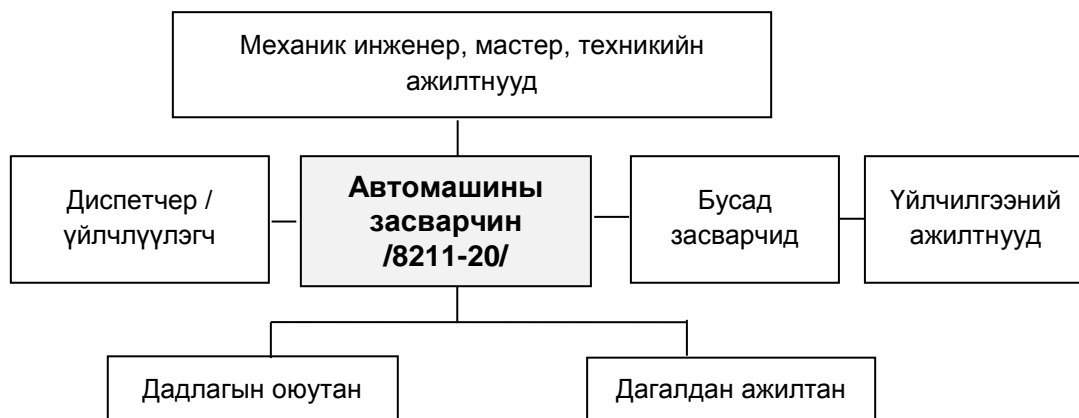 Механик инженер, мастер, техникийн
ажилтнууд
Диспетчер /
үйлчлүүлэгч
Автомашины
засварчин
/8211-20/
Бусад
засварчид
Үйлчилгээний
ажилтнууд
Дадлагын оюутан
Дагалдан ажилтан